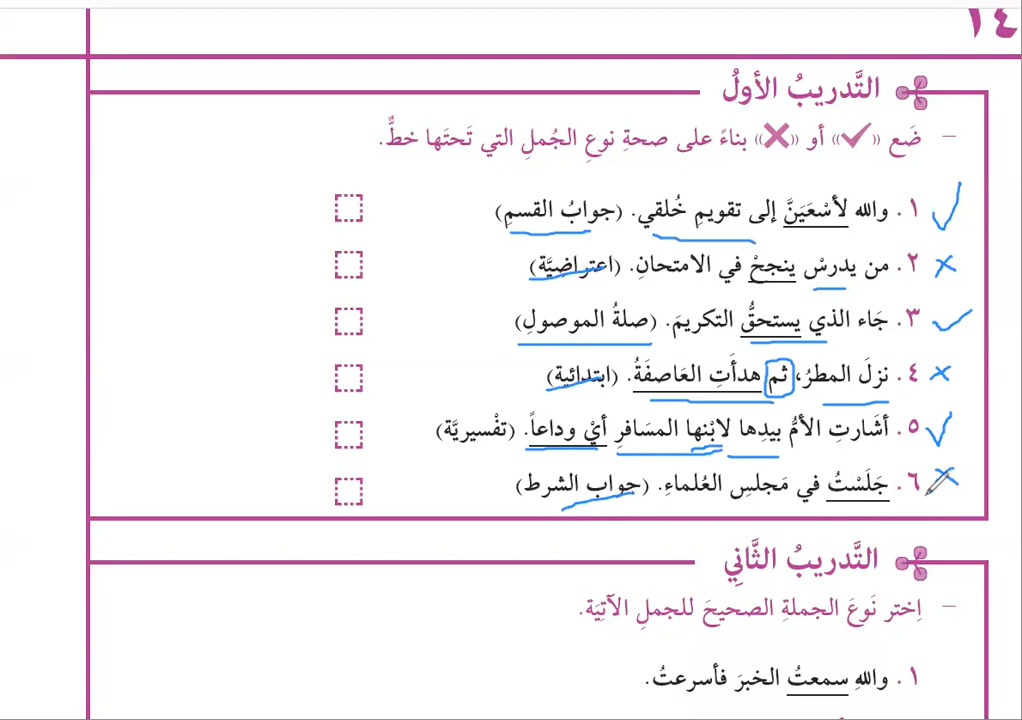 ١٤
التَّدريبُ الأولُ
– ضَع «✓» أو «✗» بناءً على صحةِ نوعِ الجُملِ التي تَحتَها خطٌّ.
١. والله لأسْعَيَنَّ إلى تقويمِ خُلقي. (جوابُ القسمِ)
٢. من يدرسْ ينجحْ في الامتحانِ. (اعتراضيَّة)
٣. جَاء الذي يستحقُّ التكريمَ. (صلةُ الموصولِ)
٤. نزلَ المطرُ، ثم هدأَتِ العَاصفَةُ. (ابتدائية)
٥. أشَارتِ الأمُّ بيدِها لابْنِها المسَافرِ أيْ وداعاً. (تفْسيريَّة)
٦. جَلَسْتُ في مَجلسِ العُلماءِ. (جواب الشرط)
التَّدريبُ الثَّانِي
– اِختر نَوعَ الجملةِ الصحيحَ للجملِ الآتيَة.
١. واللهِ سمعتُ الخبرَ فأسرعتُ.